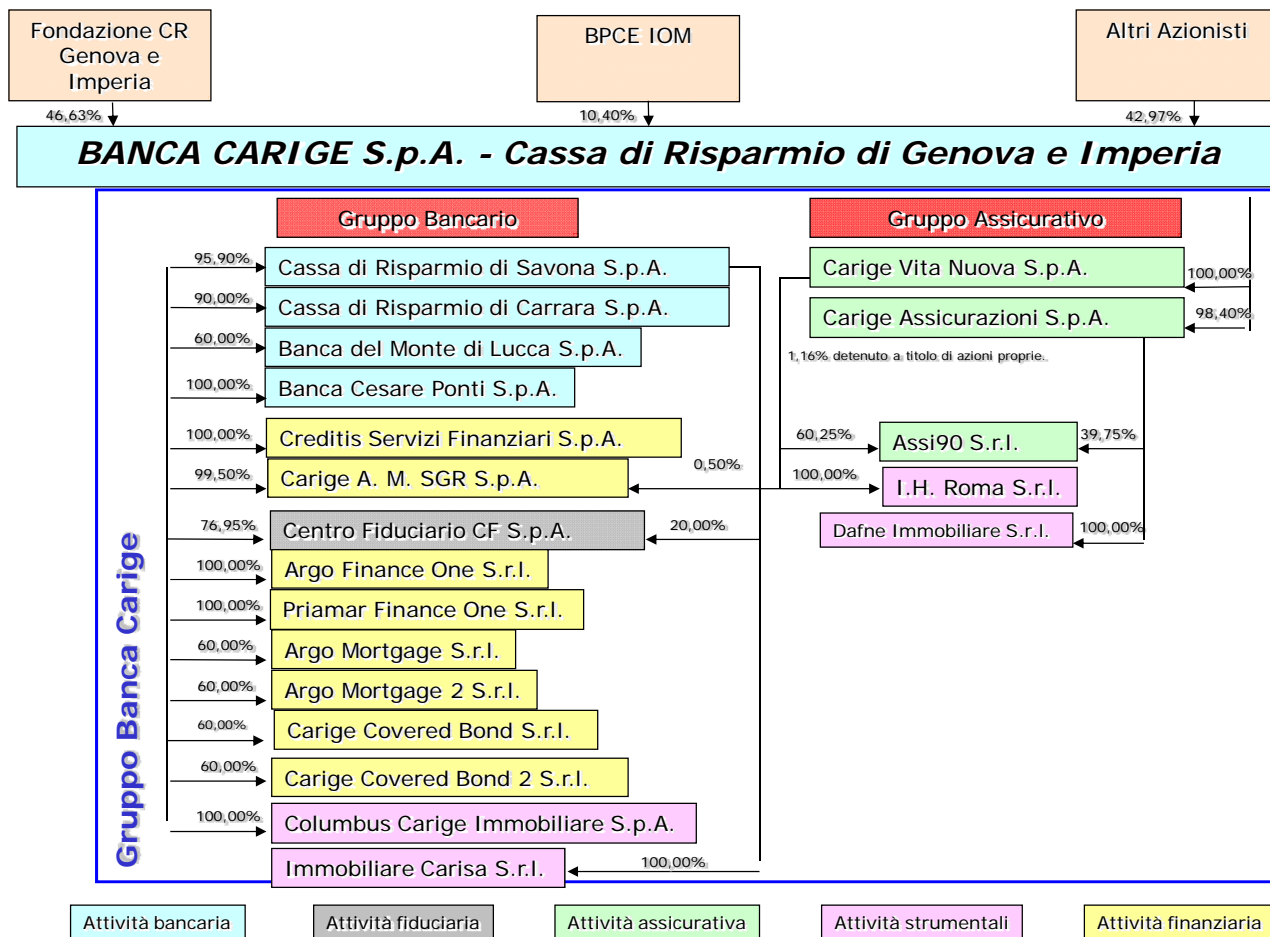 Fondazione CR
Genova e
Imperia
BPCE IOM
Altri Azionisti
46,63%
10,40%
42,97%
BANCA CARIGE S.p.A. - Cassa di Risparmio di Genova e Imperia
Gruppo Bancario
Gruppo Assicurativo
95,90%
Cassa di Risparmio di Savona S.p.A.
Carige Vita Nuova S.p.A.
100,00%
90,00%
Cassa di Risparmio di Carrara S.p.A.
Carige Assicurazioni S.p.A.
98,40%
60,00%
Banca del Monte di Lucca S.p.A.
1,16% detenuto a titolo di azioni proprie.
100,00%
Banca Cesare Ponti S.p.A.
100,00%
Creditis Servizi Finanziari S.p.A.
60,25%
Assi90 S.r.l.
39,75%
99,50%
Carige A. M. SGR S.p.A.
0,50%
100,00%
I.H. Roma S.r.l.
76,95%
Centro Fiduciario CF S.p.A.
20,00%
Dafne Immobiliare S.r.l.
100,00%
100,00%
Argo Finance One S.r.l.
100,00%
Priamar Finance One S.r.l.
60,00%
Argo Mortgage S.r.l.
60,00%
Argo Mortgage 2 S.r.l.
60,00%
Carige Covered Bond S.r.l.
60,00%
Carige Covered Bond 2 S.r.l.
100,00%
Columbus Carige Immobiliare S.p.A.
Immobiliare Carisa S.r.l.
100,00%
Gruppo Banca Carige
Attività bancaria
Attività fiduciaria
Attività assicurativa
Attività strumentali
Attività finanziaria